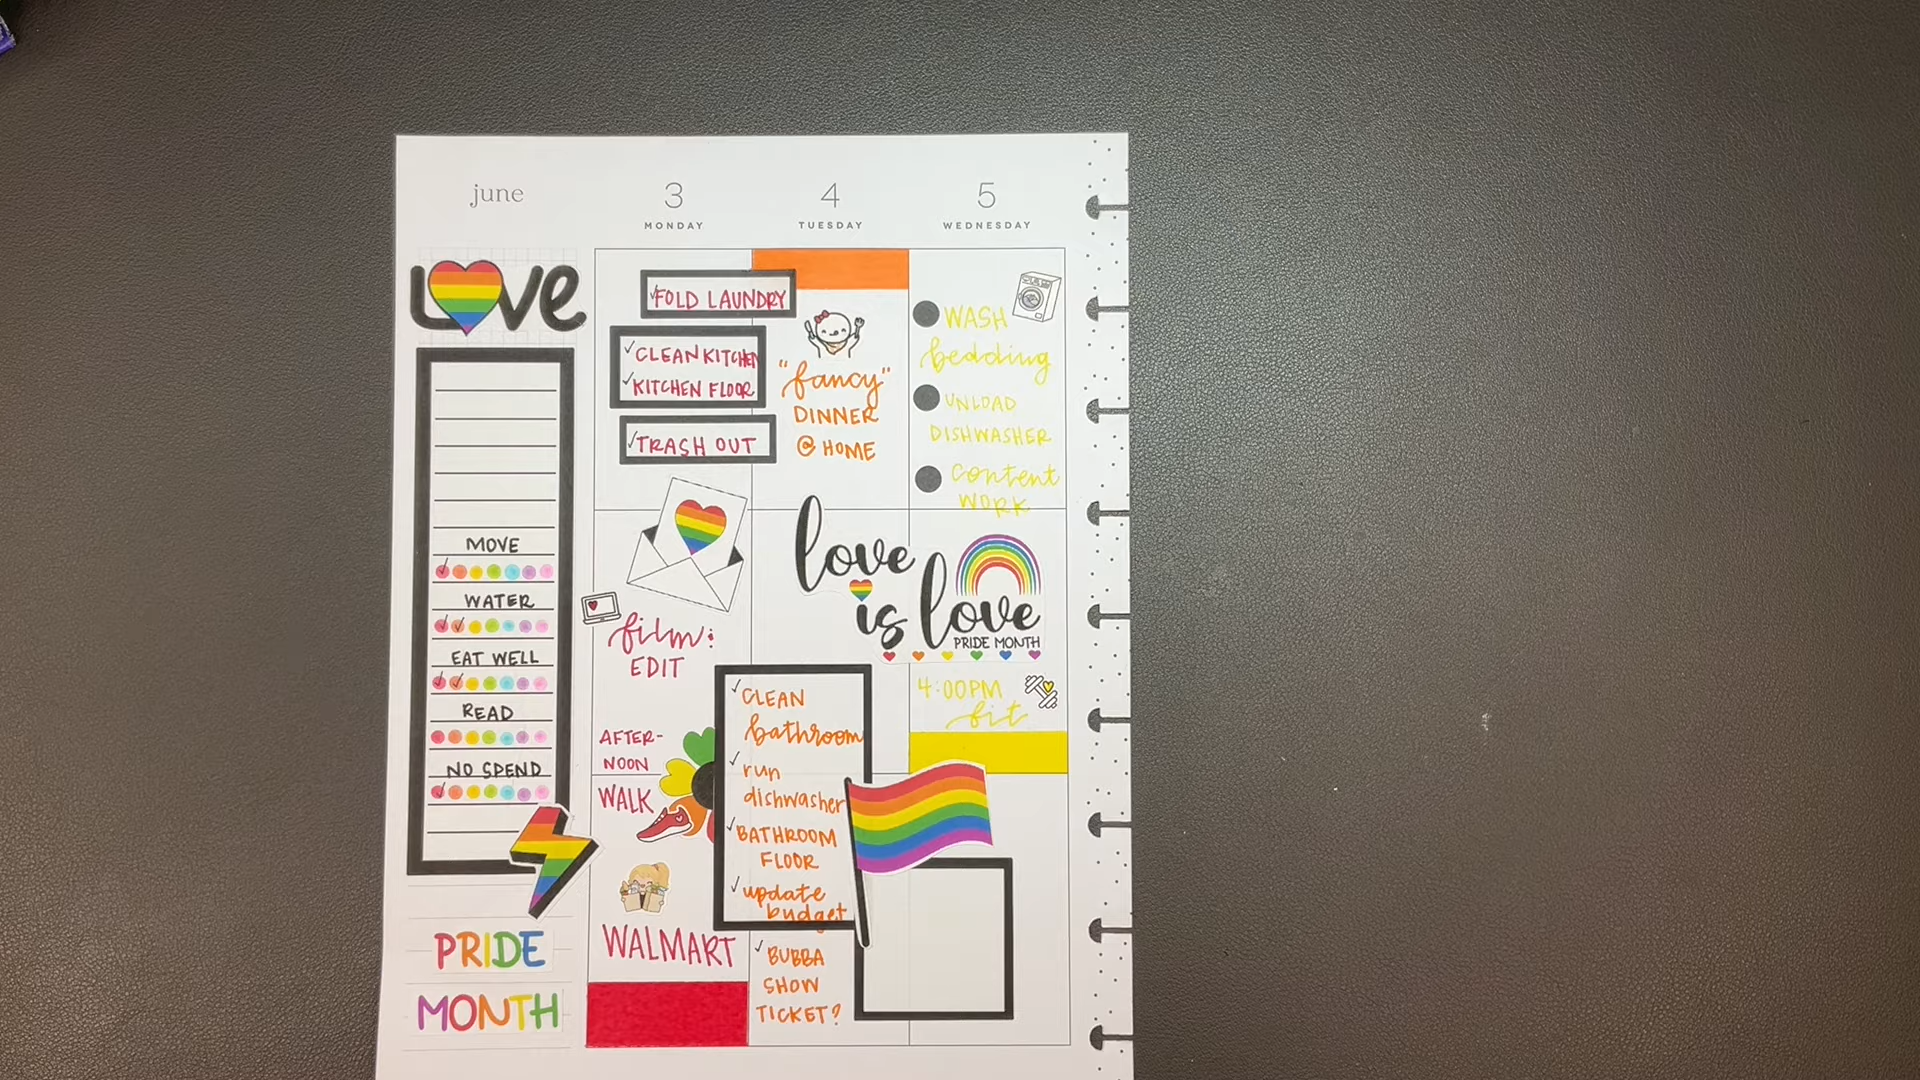 june
3
MONDAY
4
TUESDAY
5
WEDNESDAY
LOVE
MOVE
WATER
EAT WELL
READ
NO SPEND
PRIDE
MONTH
✓FOLD LAUNDRY
✓CLEAN KITCHEN
✓KITCHEN FLOOR
✓TRASH OUT
film:
EDIT
AFTER-
NOON
WALK
WALMART
"fancy"
DINNER
@ HOME
love
is love
PRIDE MONTH
✓CLEAN
bathroom
✓run
dishwasher
✓BATHROOM
FLOOR
✓update
budget
✓BUBBA
SHOW
TICKET?
WASH
bedding
UNLOAD
DISHWASHER
content
WORK
4:00PM
fit